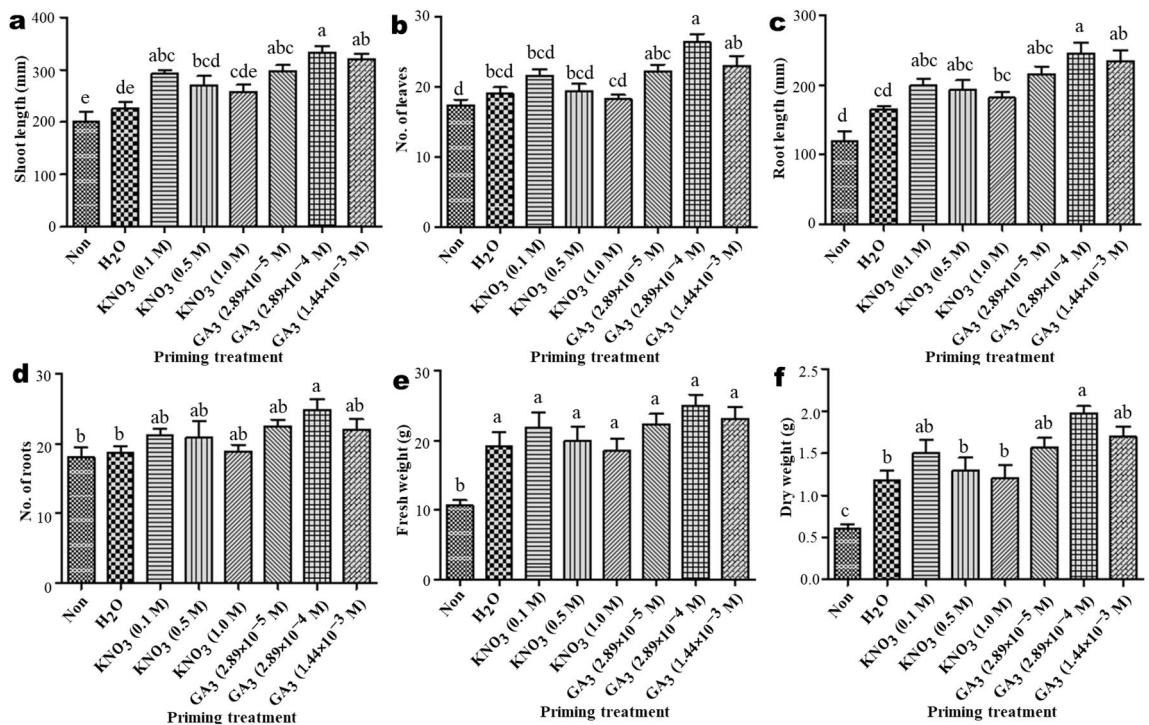 a
Shoot length (mm)
400
300
200
100
0
e
de
abc
bcd
cde
abc
a
ab
Non
H₂O
KNO₃ (0.1 M)
KNO₃ (0.5 M)
KNO₃ (1.0 M)
GA₃ (2.89×10⁻⁵ M)
GA₃ (2.89×10⁻⁴ M)
GA₃ (1.44×10⁻³ M)
Priming treatment
b
No. of leaves
30
20
10
0
d
bcd
bcd
bcd
cd
abc
a
ab
Non
H₂O
KNO₃ (0.1 M)
KNO₃ (0.5 M)
KNO₃ (1.0 M)
GA₃ (2.89×10⁻⁵ M)
GA₃ (2.89×10⁻⁴ M)
GA₃ (1.44×10⁻³ M)
Priming treatment
c
Root length (mm)
300
200
100
0
d
cd
abc
abc
bc
abc
a
ab
Non
H₂O
KNO₃ (0.1 M)
KNO₃ (0.5 M)
KNO₃ (1.0 M)
GA₃ (2.89×10⁻⁵ M)
GA₃ (2.89×10⁻⁴ M)
GA₃ (1.44×10⁻³ M)
Priming treatment
d
No. of roots
30
20
10
0
b
b
ab
ab
ab
ab
a
ab
Non
H₂O
KNO₃ (0.1 M)
KNO₃ (0.5 M)
KNO₃ (1.0 M)
GA₃ (2.89×10⁻⁵ M)
GA₃ (2.89×10⁻⁴ M)
GA₃ (1.44×10⁻³ M)
Priming treatment
e
Fresh weight (g)
30
20
10
0
b
a
a
a
a
a
a
a
Non
H₂O
KNO₃ (0.1 M)
KNO₃ (0.5 M)
KNO₃ (1.0 M)
GA₃ (2.89×10⁻⁵ M)
GA₃ (2.89×10⁻⁴ M)
GA₃ (1.44×10⁻³ M)
Priming treatment
f
Dry weight (g)
2.5
2.0
1.5
1.0
0.5
0.0
c
b
ab
b
b
ab
a
ab
Non
H₂O
KNO₃ (0.1 M)
KNO₃ (0.5 M)
KNO₃ (1.0 M)
GA₃ (2.89×10⁻⁵ M)
GA₃ (2.89×10⁻⁴ M)
GA₃ (1.44×10⁻³ M)
Priming treatment